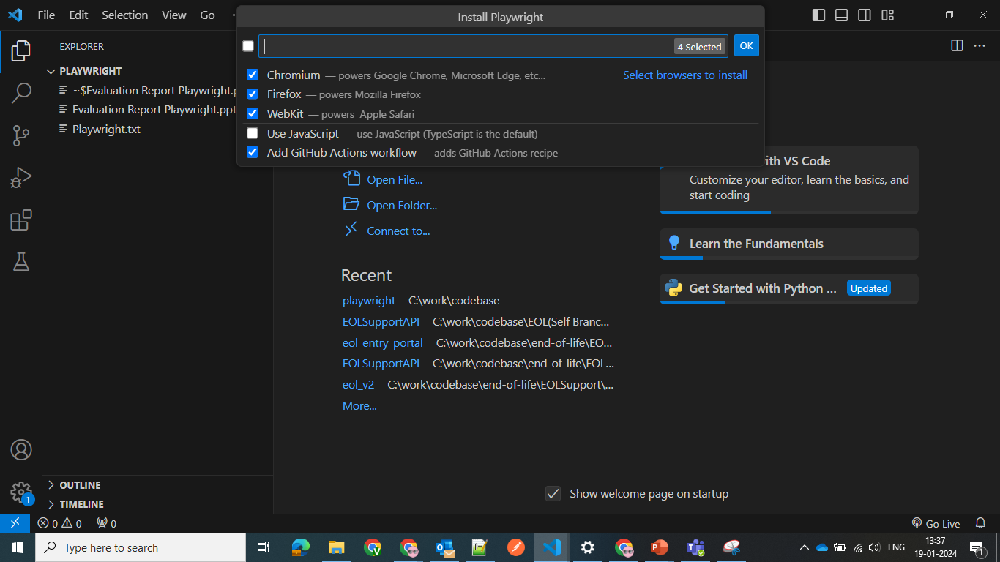 File Edit Selection View Go ·
Install Playwright
4 Selected OK
Chromium — powers Google Chrome, Microsoft Edge, etc... Select browsers to install
Firefox — powers Mozilla Firefox
WebKit — powers Apple Safari
Use JavaScript — use JavaScript (TypeScript is the default)
Add GitHub Actions workflow — adds GitHub Actions recipe
EXPLORER
PLAYWRIGHT
~$Evaluation Report Playwright.p
Evaluation Report Playwright.ppt
Playwright.txt
OUTLINE
TIMELINE
Open File...
Open Folder...
Connect to...
Recent
playwright C:\work\codebase
EOLSupportAPI C:\work\codebase\EOL(Self Branc...
eol_entry_portal C:\work\codebase\end-of-life\EO...
EOLSupportAPI C:\work\codebase\end-of-life\EOL...
eol_v2 C:\work\codebase\end-of-life\EOLSupport\...
More...
ith VS Code
Customize your editor, learn the basics, and
start coding
Learn the Fundamentals
Get Started with Python ... Updated
Show welcome page on startup
1
0 0 0 Go Live
Type here to search
ENG
13:37
19-01-2024
1